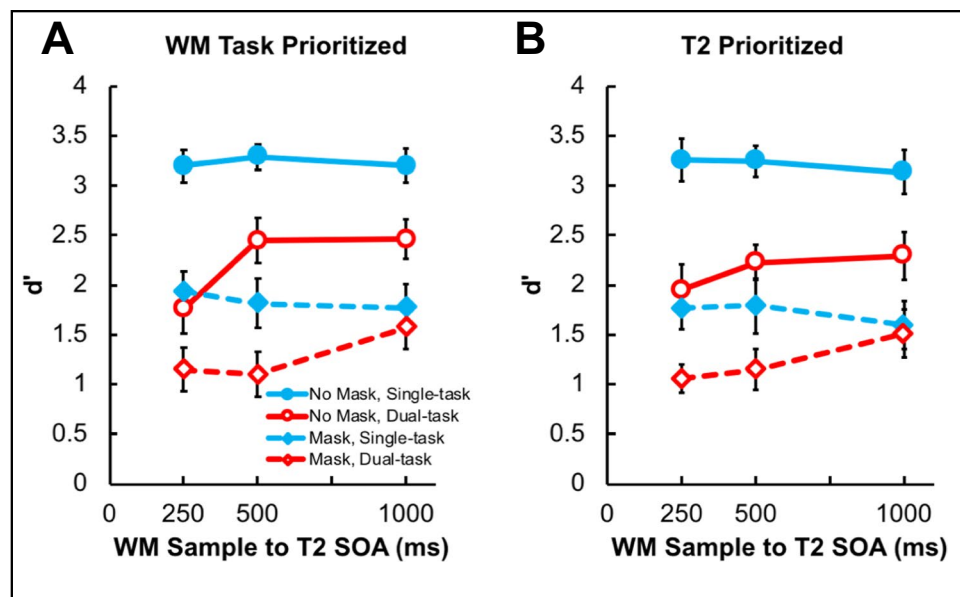 A
WM Task Prioritized
4
3.5
3
2.5
2
1.5
1
0.5
0
d'
0 250 500 1000
WM Sample to T2 SOA (ms)
No Mask, Single-task
No Mask, Dual-task
Mask, Single-task
Mask, Dual-task
B
T2 Prioritized
4
3.5
3
2.5
2
1.5
1
0.5
0
d'
0 250 500 1000
WM Sample to T2 SOA (ms)